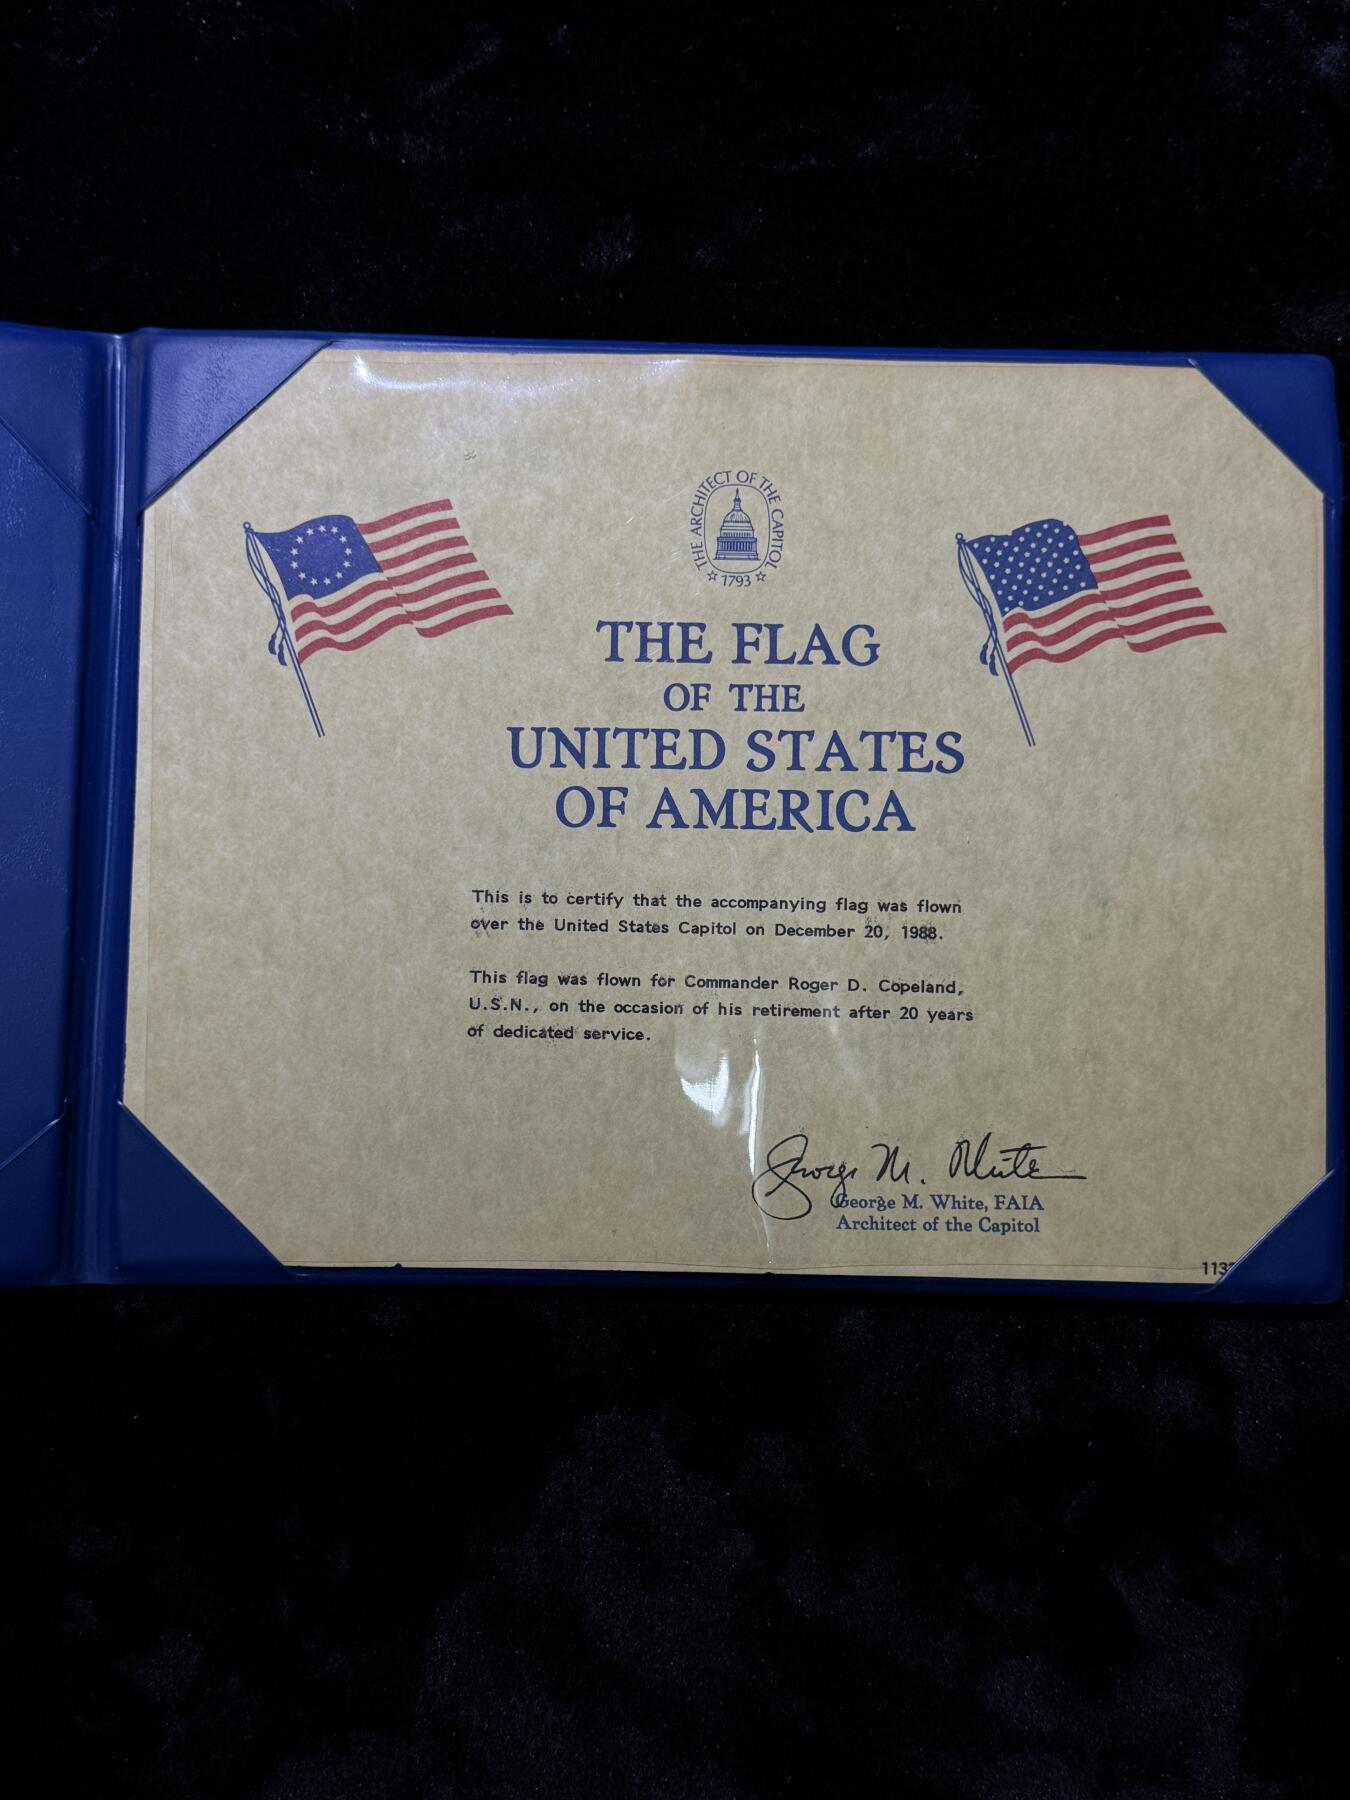 THE ARCHITECT OF THE CAPITOL
1793
THE FLAG
OF THE
UNITED STATES
OF AMERICA
This is to certify that the accompanying flag was flown
over the United States Capitol on December 20, 1988.
This flag was flown for Commander Roger D. Copeland,
U.S.N., on the occasion of his retirement after 20 years
of dedicated service.
George M. White
George M. White, FAIA
Architect of the Capitol